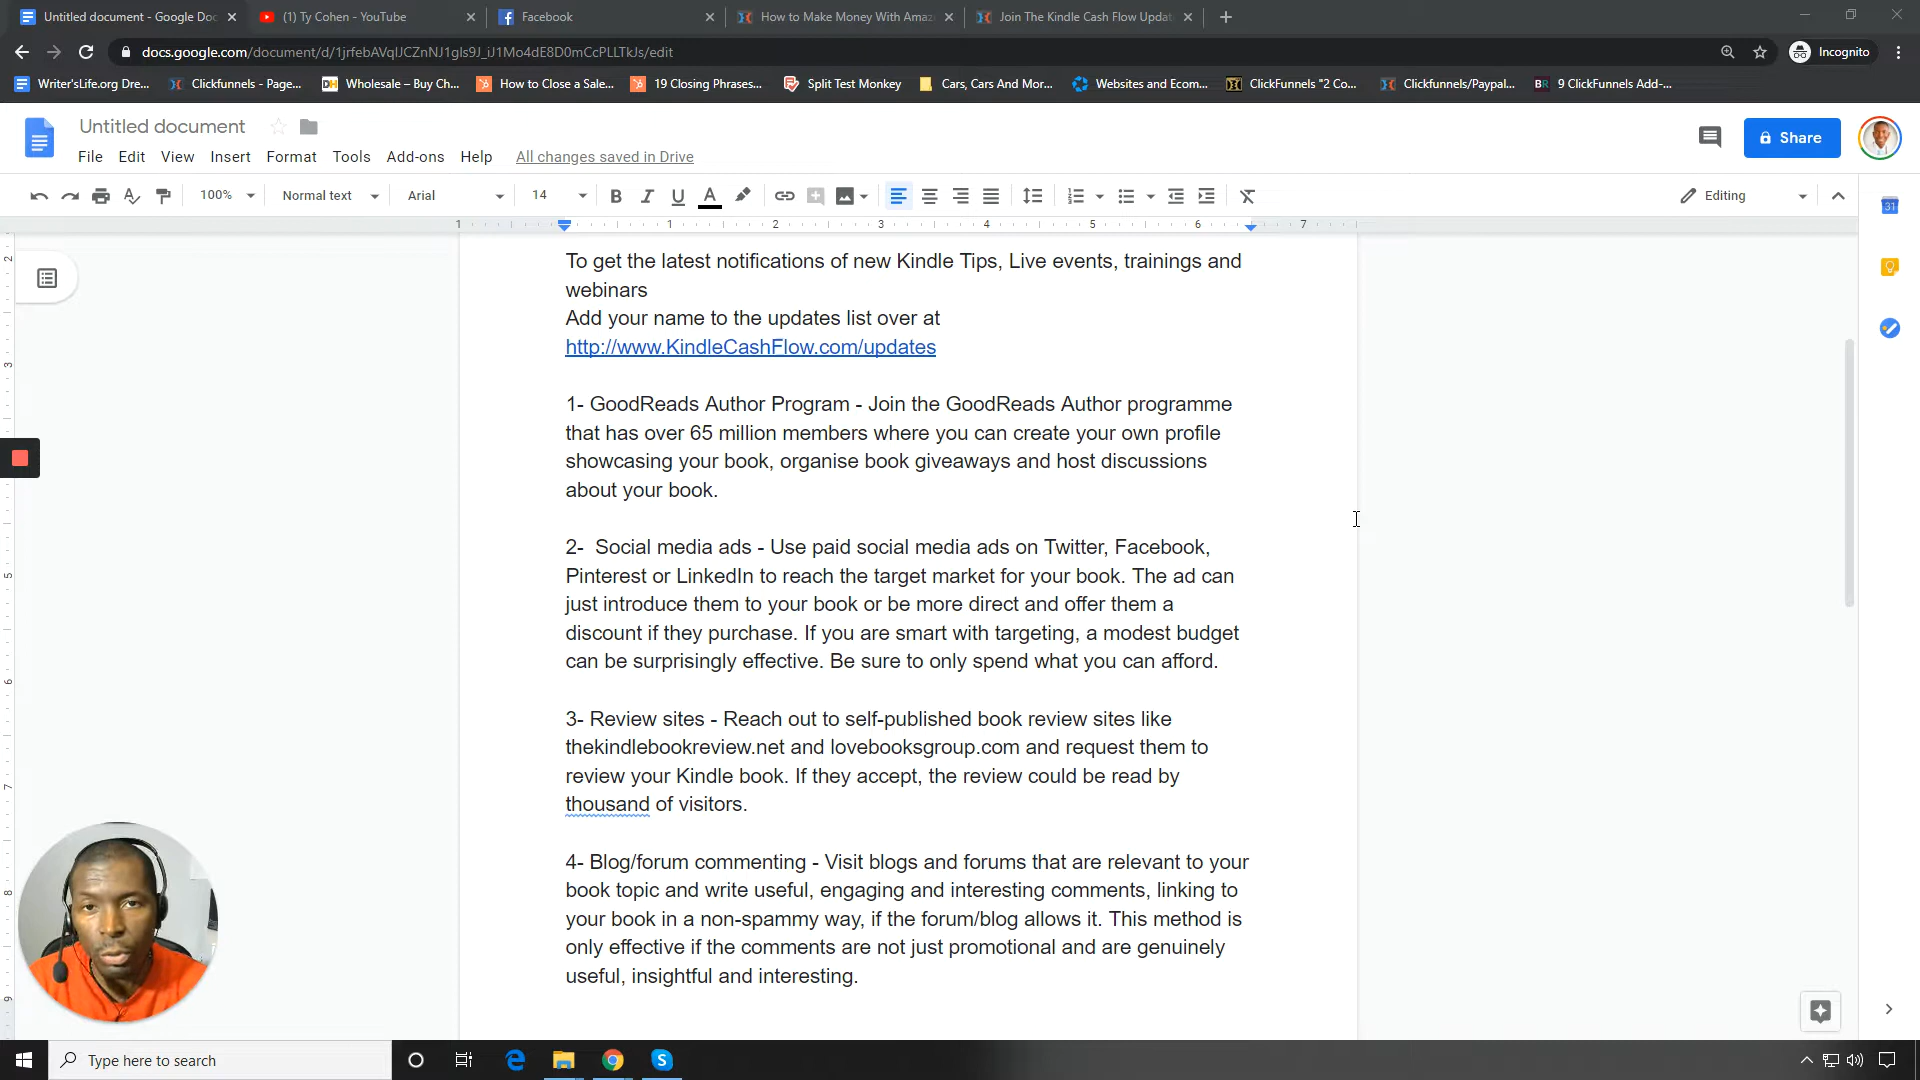 Untitled document - Google Doc
(1) Ty Cohen - YouTube
Facebook
How to Make Money With Amaz
Join The Kindle Cash Flow Updat
docs.google.com/document/d/1jrfebAVqlJCZnNJ1gls9J_iJ1Mo4dE8D0mCcPLLTkJs/edit
Incognito
Writer'sLife.org Dre...
Clickfunnels - Page...
Wholesale – Buy Ch...
How to Close a Sale...
19 Closing Phrases...
Split Test Monkey
Cars, Cars And Mor...
Websites and Ecom...
ClickFunnels "2 Co...
Clickfunnels/Paypal...
9 ClickFunnels Add-...
Untitled document
Share
File Edit View Insert Format Tools Add-ons Help All changes saved in Drive
100% Normal text Arial 14 Editing
1 1 2 3 4 5 6 7
To get the latest notifications of new Kindle Tips, Live events, trainings and
webinars
Add your name to the updates list over at
http://www.KindleCashFlow.com/updates
1- GoodReads Author Program - Join the GoodReads Author programme
that has over 65 million members where you can create your own profile
showcasing your book, organise book giveaways and host discussions
about your book.
2-  Social media ads - Use paid social media ads on Twitter, Facebook,
Pinterest or LinkedIn to reach the target market for your book. The ad can
just introduce them to your book or be more direct and offer them a
discount if they purchase. If you are smart with targeting, a modest budget
can be surprisingly effective. Be sure to only spend what you can afford.
3- Review sites - Reach out to self-published book review sites like
thekindlebookreview.net and lovebooksgroup.com and request them to
review your Kindle book. If they accept, the review could be read by
thousand of visitors.
4- Blog/forum commenting - Visit blogs and forums that are relevant to your
book topic and write useful, engaging and interesting comments, linking to
your book in a non-spammy way, if the forum/blog allows it. This method is
only effective if the comments are not just promotional and are genuinely
useful, insightful and interesting.
Type here to search